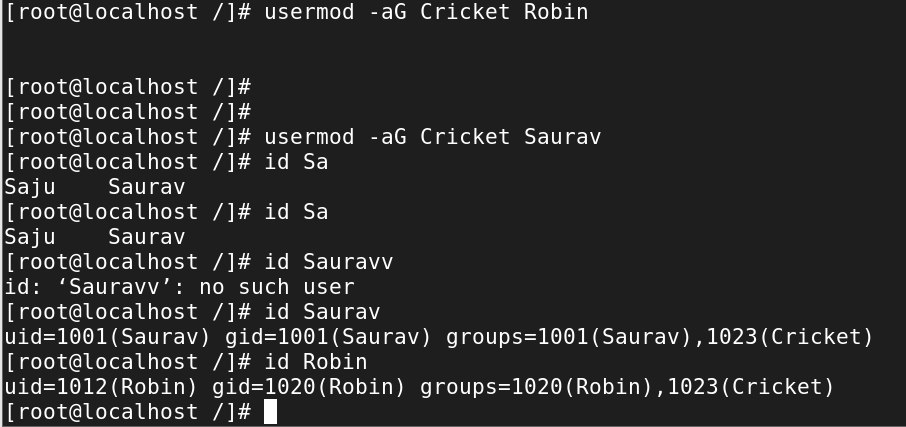 [root@localhost /]# usermod -aG Cricket Robin
[root@localhost /]#
[root@localhost /]#
[root@localhost /]# usermod -aG Cricket Saurav
[root@localhost /]# id Sa
Saju    Saurav
[root@localhost /]# id Sa
Saju    Saurav
[root@localhost /]# id Sauravv
id: ‘Sauravv’: no such user
[root@localhost /]# id Saurav
uid=1001(Saurav) gid=1001(Saurav) groups=1001(Saurav),1023(Cricket)
[root@localhost /]# id Robin
uid=1012(Robin) gid=1020(Robin) groups=1020(Robin),1023(Cricket)
[root@localhost /]#